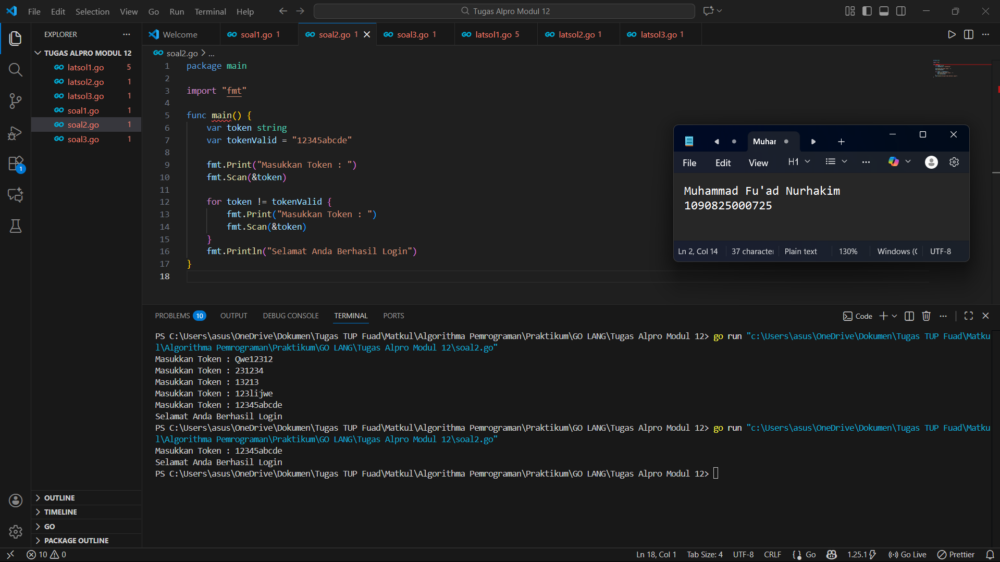 File Edit Selection View Go Run Terminal Help
Tugas Alpro Modul 12
EXPLORER
TUGAS ALPRO MODUL 12
latsol1.go 5
latsol2.go 1
latsol3.go 1
soal1.go 1
soal2.go 1
soal3.go 1
OUTLINE
TIMELINE
GO
PACKAGE OUTLINE
Welcome soal1.go 1 soal2.go 1 soal3.go 1 latsol1.go 5 latsol2.go 1 latsol3.go 1
soal2.go > ...
1 package main
2
3 import "fmt"
4
5 func main() {
6 var token string
7 var tokenValid = "12345abcde"
8
9 fmt.Print("Masukkan Token : ")
10 fmt.Scan(&token)
11
12 for token != tokenValid {
13 fmt.Print("Masukkan Token : ")
14 fmt.Scan(&token)
15 }
16 fmt.Println("Selamat Anda Berhasil Login")
17 }
18
Muhar
File Edit View H1
Muhammad Fu'ad Nurhakim
1090825000725
Ln 2, Col 14 37 character Plain text 130% Windows (C UTF-8
PROBLEMS 10 OUTPUT DEBUG CONSOLE TERMINAL PORTS
Code
PS C:\Users\asus\OneDrive\Dokumen\Tugas TUP Fuad\Matkul\Algorithma Pemrograman\Praktikum\GO LANG\Tugas Alpro Modul 12> go run "c:\Users\asus\OneDrive\Dokumen\Tugas TUP Fuad\Matku
l\Algorithma Pemrograman\Praktikum\GO LANG\Tugas Alpro Modul 12\soal2.go"
Masukkan Token : Qwe12312
Masukkan Token : 231234
Masukkan Token : 13213
Masukkan Token : 123lijwe
Masukkan Token : 12345abcde
Selamat Anda Berhasil Login
PS C:\Users\asus\OneDrive\Dokumen\Tugas TUP Fuad\Matkul\Algorithma Pemrograman\Praktikum\GO LANG\Tugas Alpro Modul 12> go run "c:\Users\asus\OneDrive\Dokumen\Tugas TUP Fuad\Matku
l\Algorithma Pemrograman\Praktikum\GO LANG\Tugas Alpro Modul 12\soal2.go"
Masukkan Token : 12345abcde
Selamat Anda Berhasil Login
PS C:\Users\asus\OneDrive\Dokumen\Tugas TUP Fuad\Matkul\Algorithma Pemrograman\Praktikum\GO LANG\Tugas Alpro Modul 12>
10 0 Ln 18, Col 1 Tab Size: 4 UTF-8 CRLF {} Go 1.25.1 Go Live Prettier